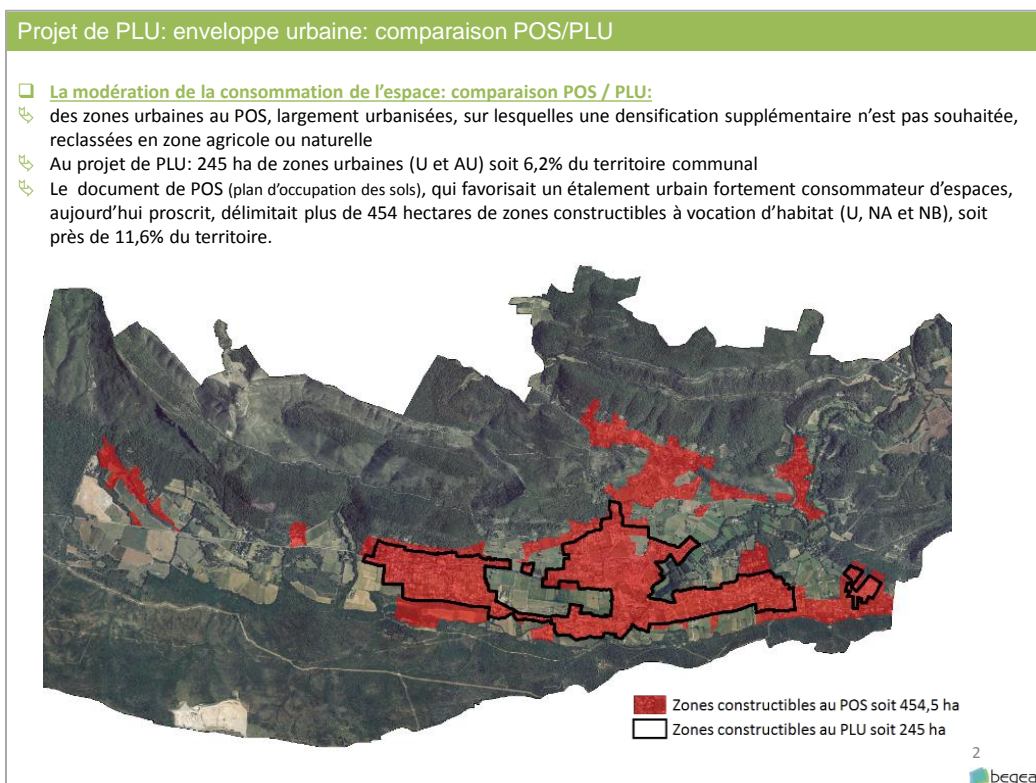 Projet de PLU: enveloppe urbaine: comparaison POS/PLU
La modération de la consommation de l'espace: comparaison POS / PLU:
des zones urbaines au POS, largement urbanisées, sur lesquelles une densification supplémentaire n'est pas souhaitée,
reclassées en zone agricole ou naturelle
Au projet de PLU: 245 ha de zones urbaines (U et AU) soit 6,2% du territoire communal
Le document de POS (plan d'occupation des sols), qui favorisait un étalement urbain fortement consommateur d'espaces,
aujourd'hui proscrit, délimitait plus de 454 hectares de zones constructibles à vocation d'habitat (U, NA et NB), soit
près de 11,6% du territoire.
Zones constructibles au POS soit 454,5 ha
Zones constructibles au PLU soit 245 ha
2
begeat